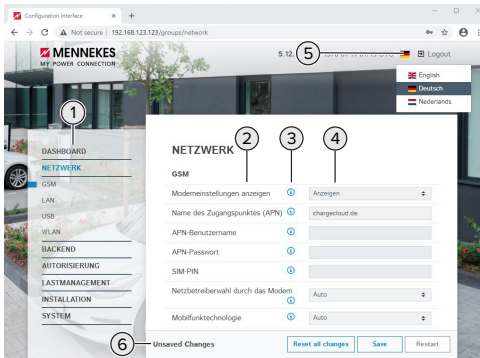 Configuration Interface
Not secure | 192.168.123.123/groups/network
MENNEKES
MY POWER CONNECTION
5.12.
5
Logout
English
Deutsch
Nederlands
1
DASHBOARD
NETZWERK
GSM
LAN
USB
WLAN
BACKEND
AUTORISIERUNG
LASTMANAGEMENT
INSTALLATION
SYSTEM
NETZWERK
2
3
4
GSM
Modemeinstellungen anzeigen Anzeigen
Name des Zugangspunktes (APN) chargecloud.de
APN-Benutzername
APN-Passwort
SIM-PIN
Netzbetreiberwahl durch das Modem Auto
Mobilfunktechnologie Auto
6
Unsaved Changes Reset all changes Save Restart